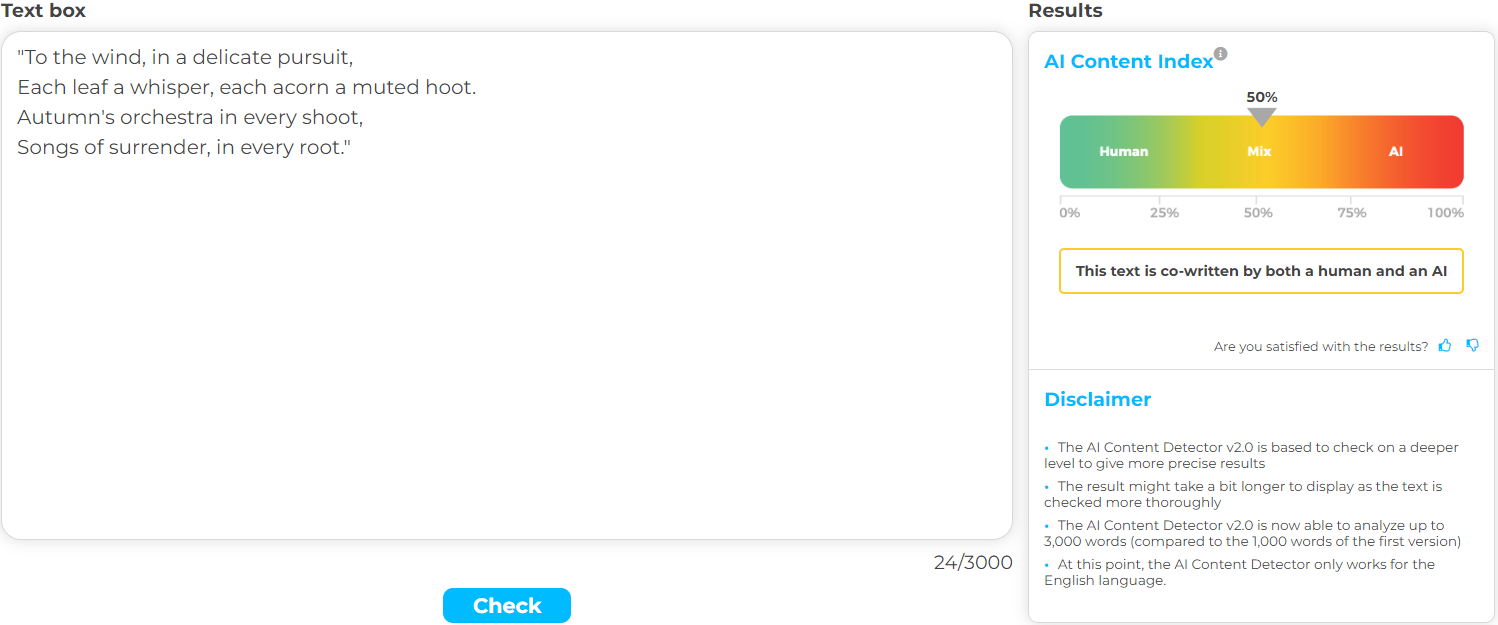 Text box
"To the wind, in a delicate pursuit,
Each leaf a whisper, each acorn a muted hoot.
Autumn's orchestra in every shoot,
Songs of surrender, in every root."
24/3000
Check
Results
AI Content Index
50%
Human Mix AI
0% 25% 50% 75% 100%
This text is co-written by both a human and an AI
Are you satisfied with the results?
Disclaimer
• The AI Content Detector v2.0 is based to check on a deeper
level to give more precise results
• The result might take a bit longer to display as the text is
checked more thoroughly
• The AI Content Detector v2.0 is now able to analyze up to
3,000 words (compared to the 1,000 words of the first version)
• At this point, the AI Content Detector only works for the
English language.